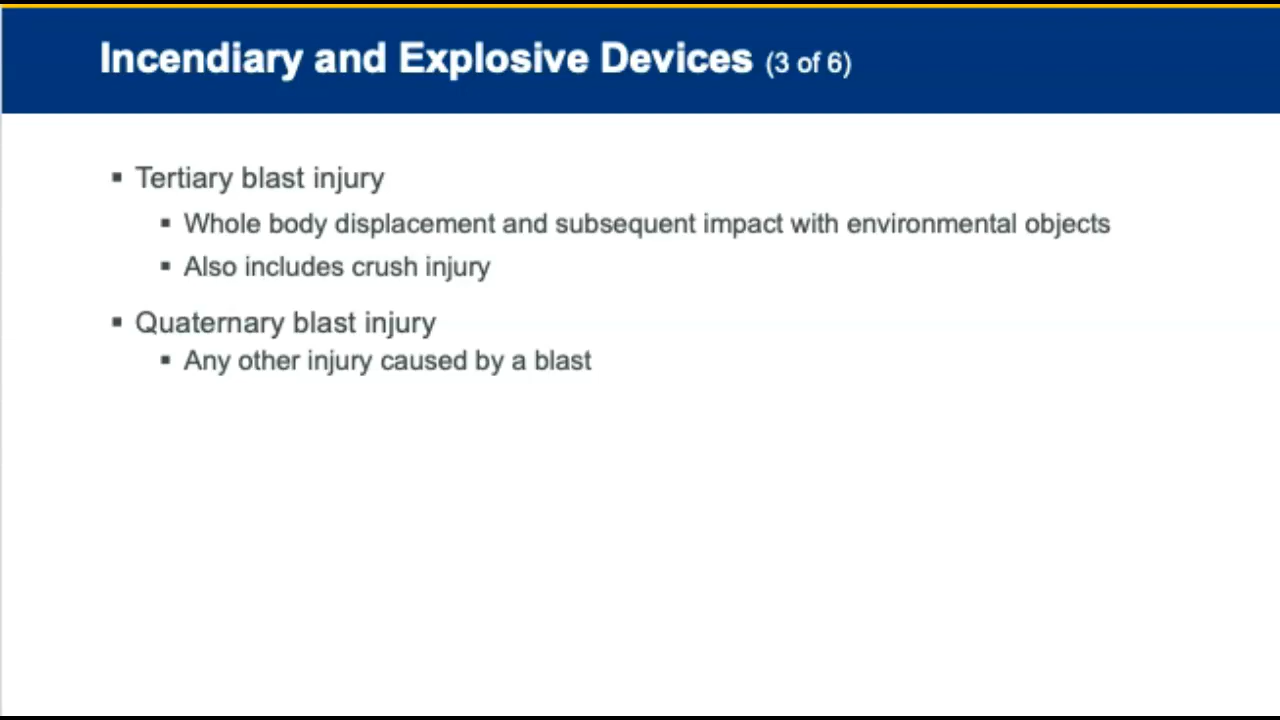 Incendiary and Explosive Devices (3 of 6)
▪ Tertiary blast injury
▪ Whole body displacement and subsequent impact with environmental objects
▪ Also includes crush injury
▪ Quaternary blast injury
▪ Any other injury caused by a blast